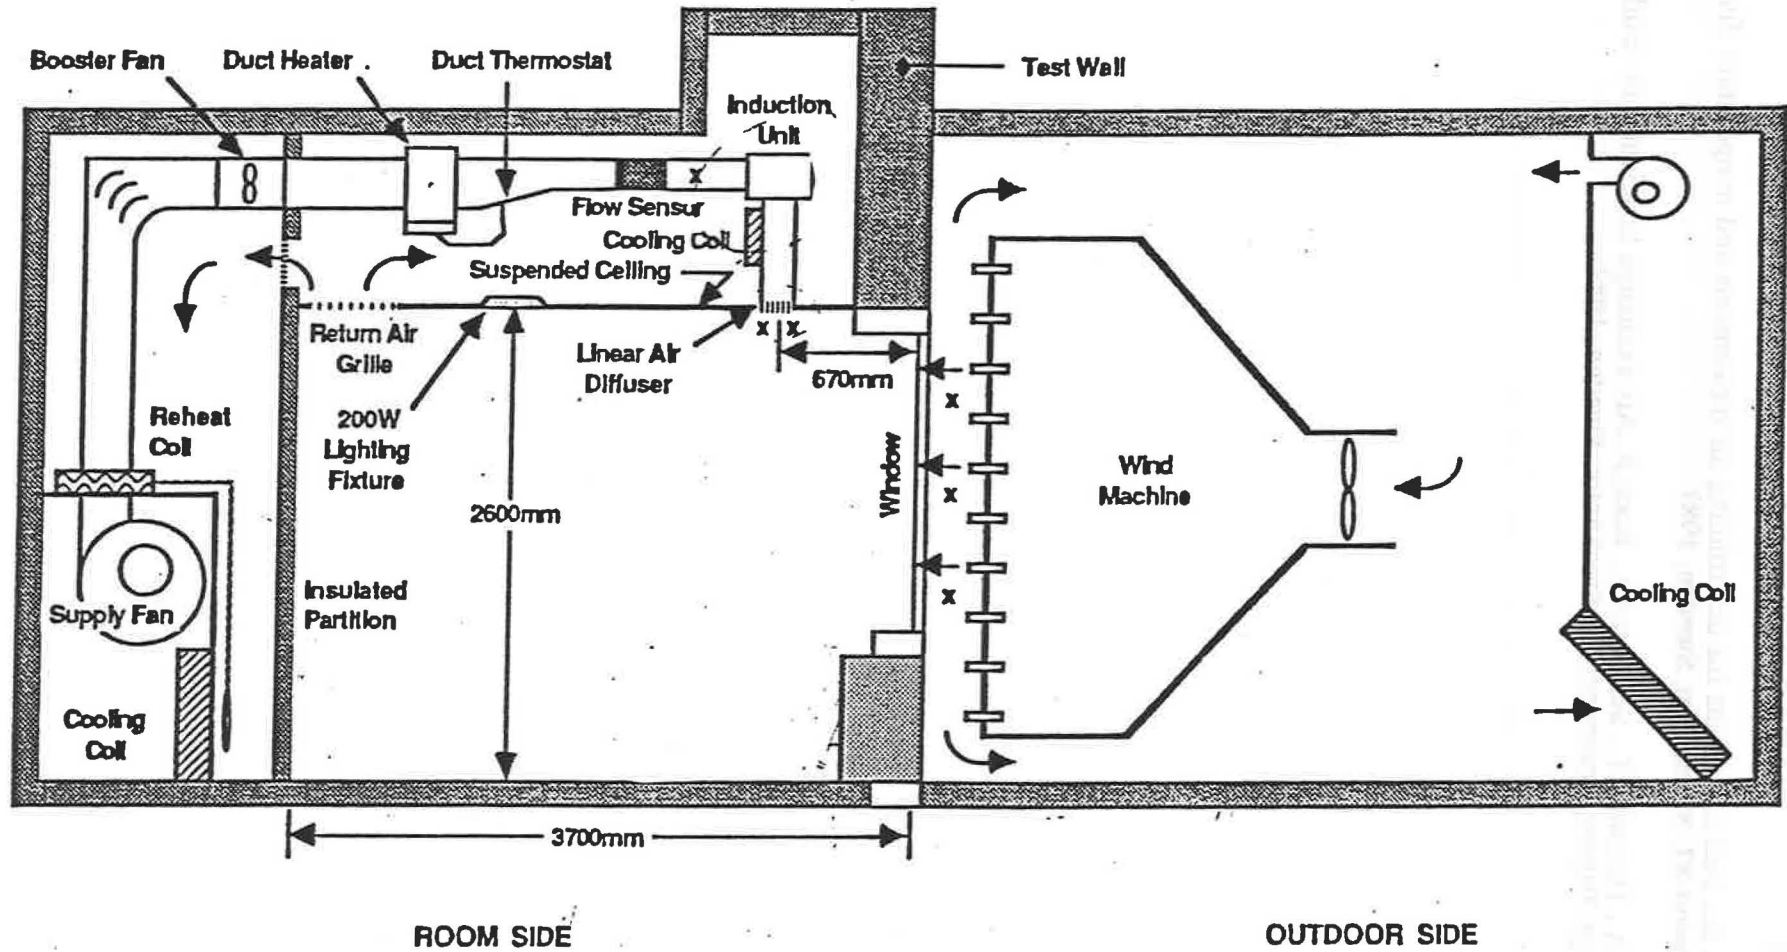 Booster Fan
Duct Heater
Duct Thermostat
Test Wall
Induction
Unit
x
Flow Sensur
Cooling Coil
Suspended Ceiling
Return Air
Grille
Linear Air
Diffuser
x x
670mm
x
200W
Lighting
Fixture
Reheat
Coil
2600mm
Window
x
Wind
Machine
x
Insulated
Partition
Supply Fan
Cooling Coil
Cooling
Coil
3700mm
ROOM SIDE
OUTDOOR SIDE